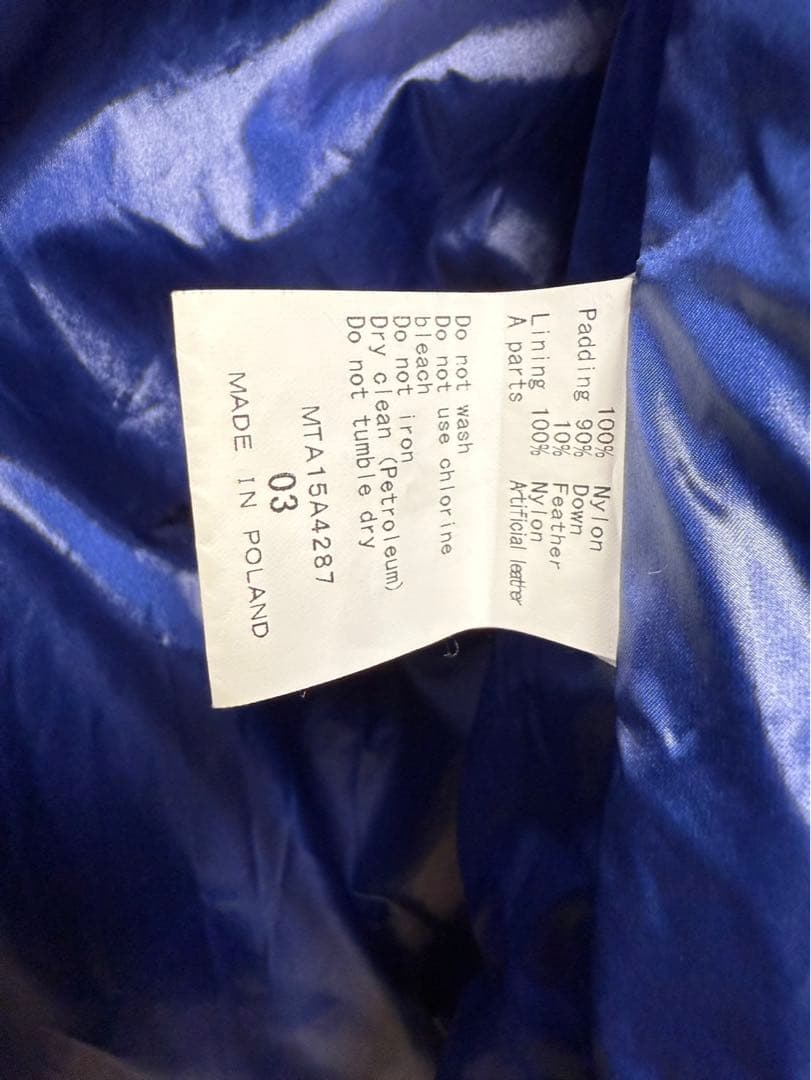 100% Nylon
Padding 90% Down
10% Feather
Lining 100% Nylon
A parts Artificial leather
Do not wash
Do not use chlorine
bleach
Do not iron
Dry clean (Petroleum)
Do not tumble dry
MTA15A4287
03
MADE IN POLAND